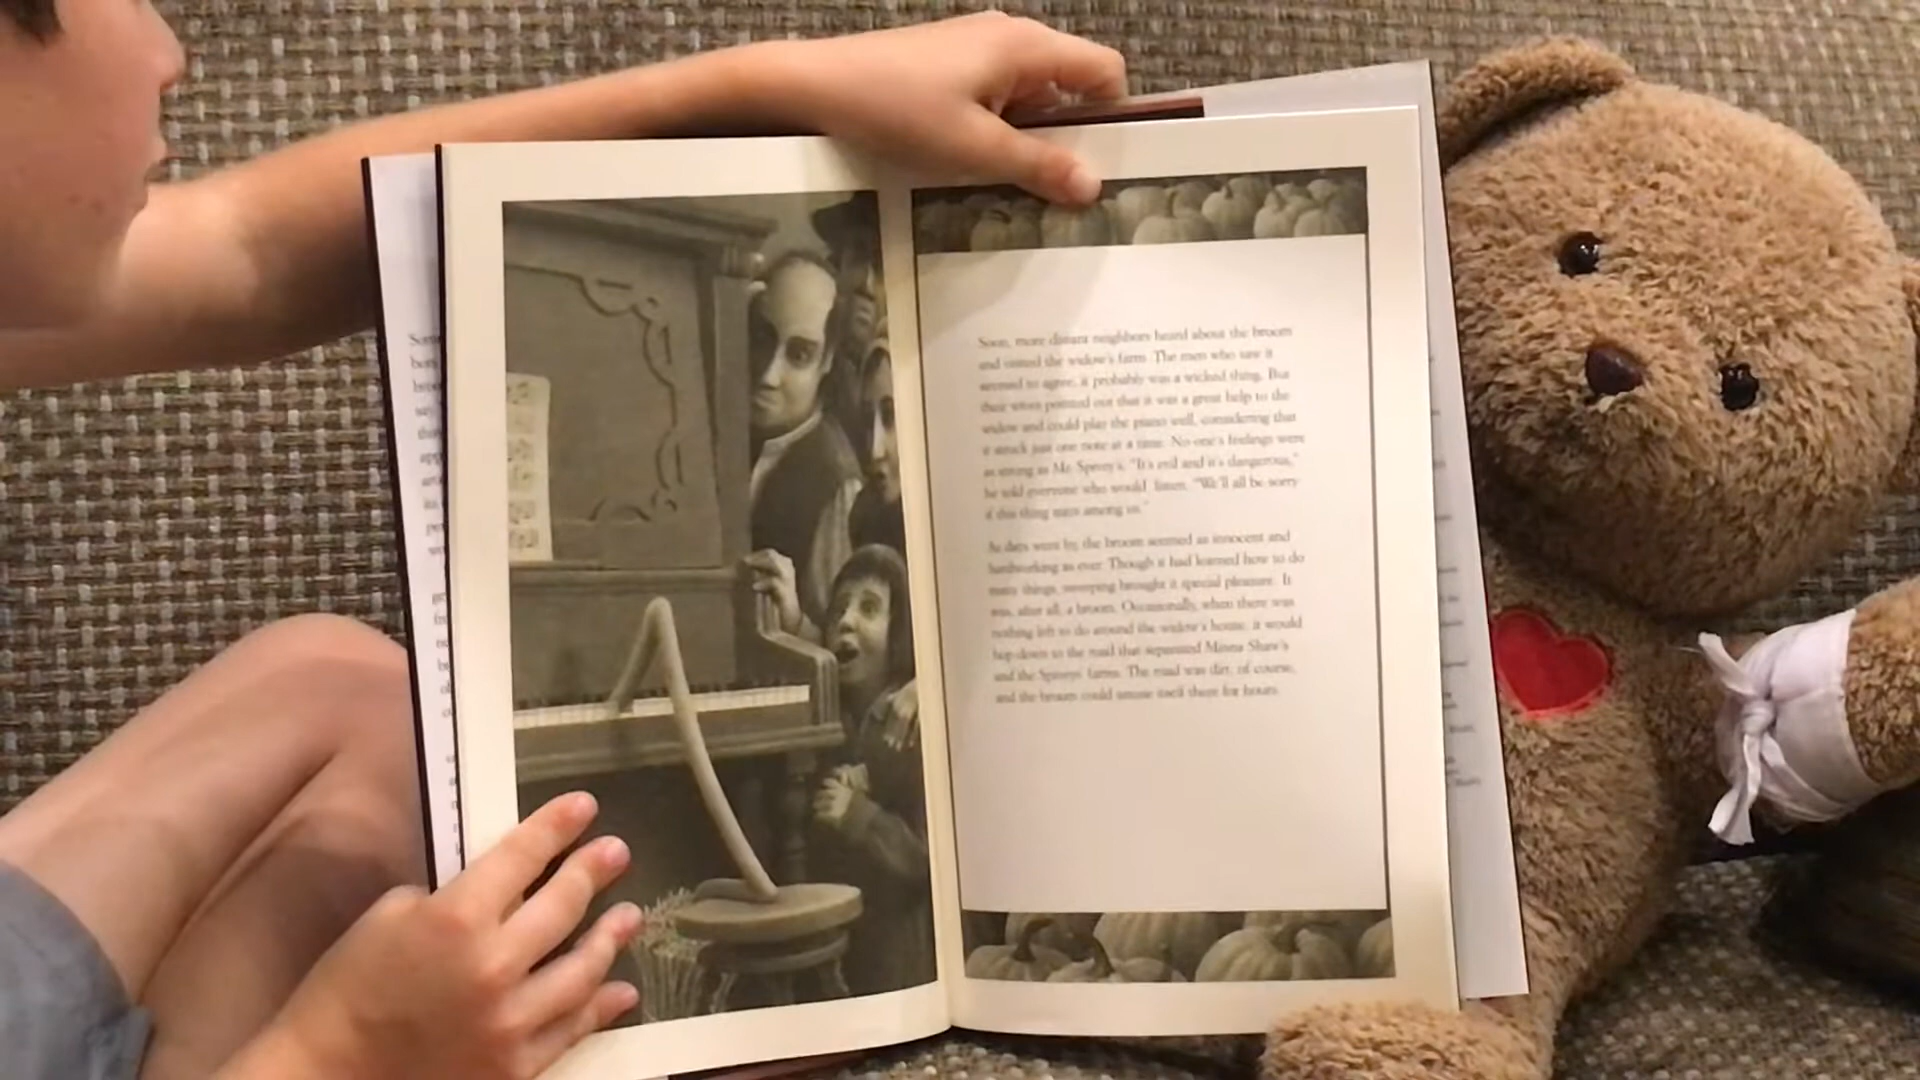 Soon, more distant neighbors heard about the broom
and visited the widow's farm. The men who saw it
seemed to agree, it probably was a wicked thing. But
their wives pointed out that it was a great help to the
widow and could play the piano well, considering that
it struck just one note at a time. No one's feelings were
as strong as Mr. Spivey's. "It's evil and it's dangerous,"
he told everyone who would listen. "We'll all be sorry
if this thing stays among us."
As days went by, the broom seemed as innocent and
hardworking as ever. Though it had learned how to do
many things, sweeping brought it special pleasure. It
was, after all, a broom. Occasionally, when there was
nothing left to do around the widow's house, it would
hop down to the road that separated Minna Shaw's
and the Spiveys' farms. The road was dirt, of course,
and the broom could amuse itself there for hours.